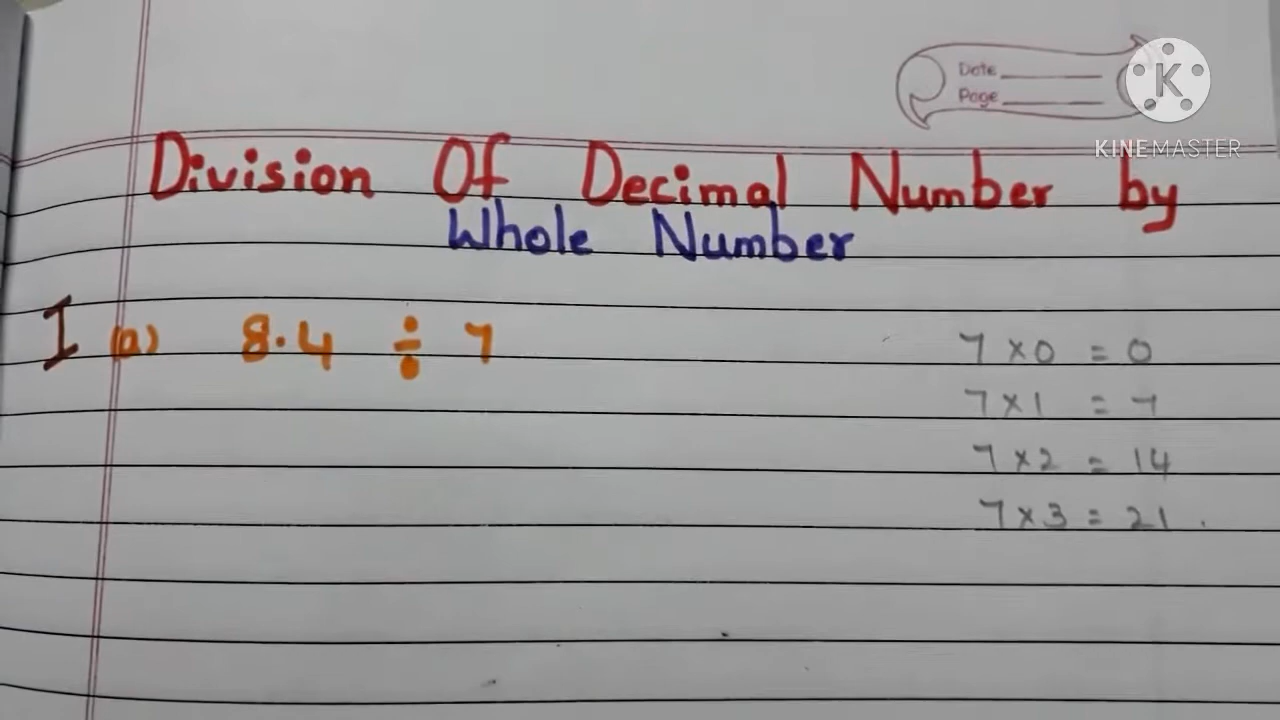 Date
Page
KINEMASTER
Division Of Decimal Number by
Whole Number
I (a) 8.4 ÷ 7
7 × 0 = 0
7 × 1 = 7
7 × 2 = 14
7 × 3 = 21.